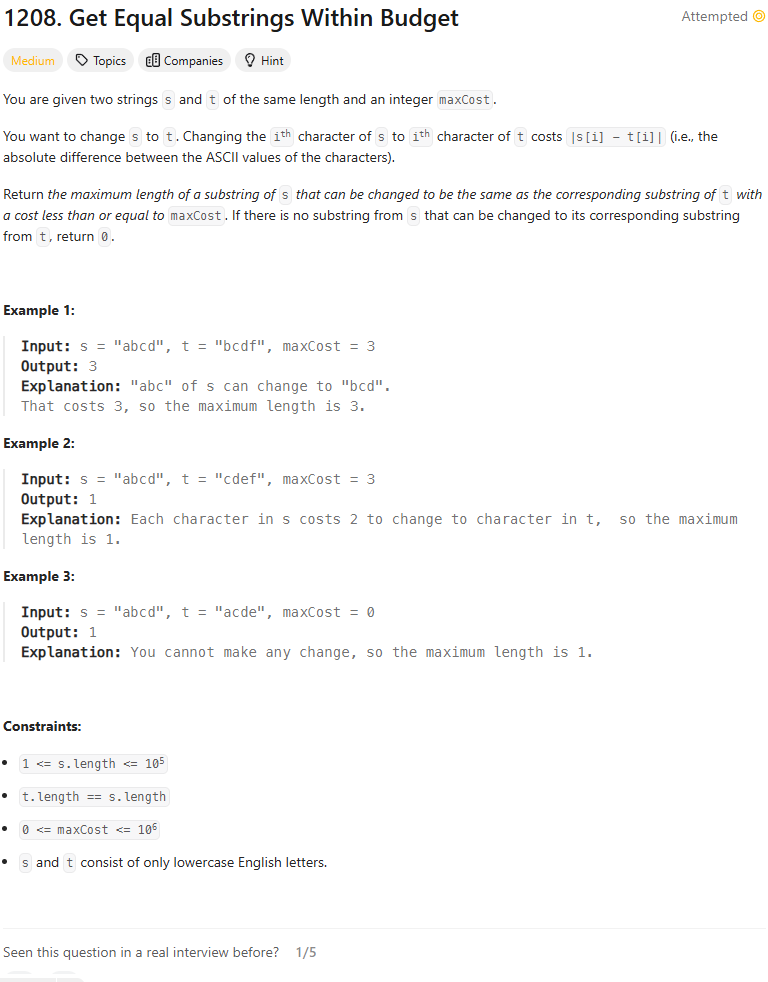 1208. Get Equal Substrings Within Budget
Attempted
Medium Topics Companies Hint
You are given two strings s and t of the same length and an integer maxCost.
You want to change s to t. Changing the iᵗʰ character of s to iᵗʰ character of t costs |s[i] - t[i]| (i.e., the
absolute difference between the ASCII values of the characters).
Return the maximum length of a substring of s that can be changed to be the same as the corresponding substring of t with
a cost less than or equal to maxCost. If there is no substring from s that can be changed to its corresponding substring
from t, return 0.
Example 1:
Input: s = "abcd", t = "bcdf", maxCost = 3
Output: 3
Explanation: "abc" of s can change to "bcd".
That costs 3, so the maximum length is 3.
Example 2:
Input: s = "abcd", t = "cdef", maxCost = 3
Output: 1
Explanation: Each character in s costs 2 to change to character in t,  so the maximum
length is 1.
Example 3:
Input: s = "abcd", t = "acde", maxCost = 0
Output: 1
Explanation: You cannot make any change, so the maximum length is 1.
Constraints:
• 1 <= s.length <= 10⁵
• t.length == s.length
• 0 <= maxCost <= 10⁶
• s and t consist of only lowercase English letters.
Seen this question in a real interview before? 1/5